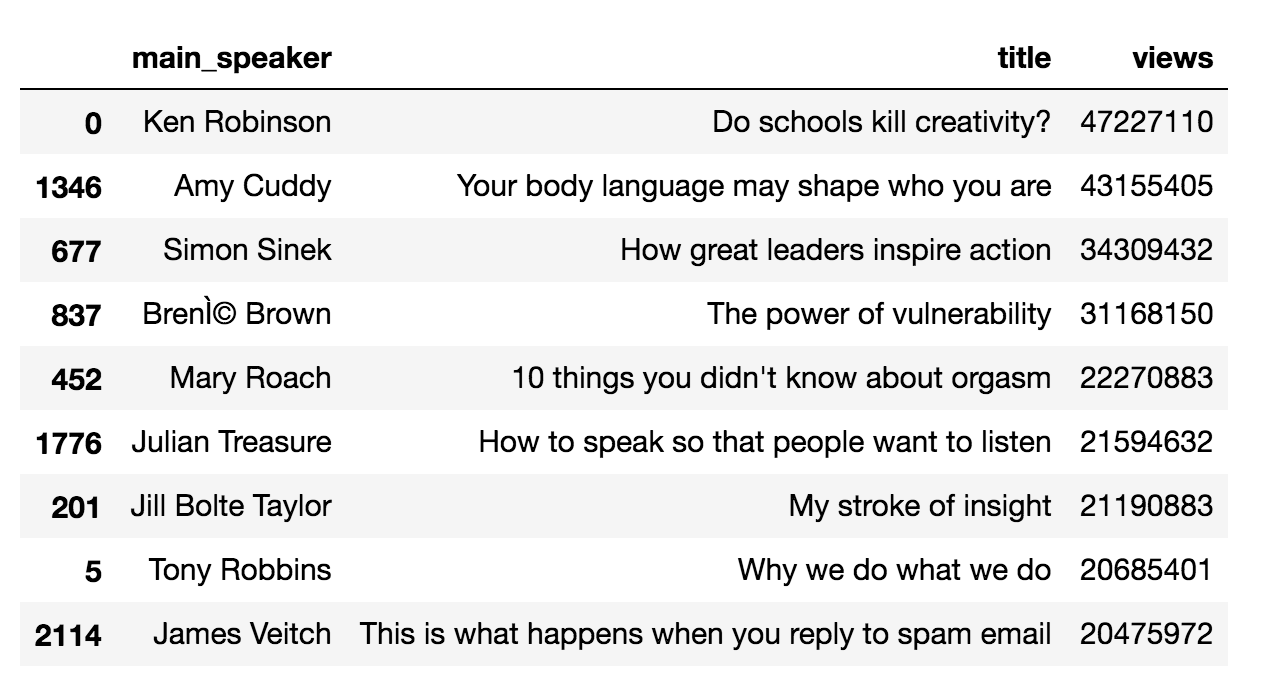 main_speaker title views
0 Ken Robinson Do schools kill creativity? 47227110
1346 Amy Cuddy Your body language may shape who you are 43155405
677 Simon Sinek How great leaders inspire action 34309432
837 BrenÌ© Brown The power of vulnerability 31168150
452 Mary Roach 10 things you didn't know about orgasm 22270883
1776 Julian Treasure How to speak so that people want to listen 21594632
201 Jill Bolte Taylor My stroke of insight 21190883
5 Tony Robbins Why we do what we do 20685401
2114 James Veitch This is what happens when you reply to spam email 20475972